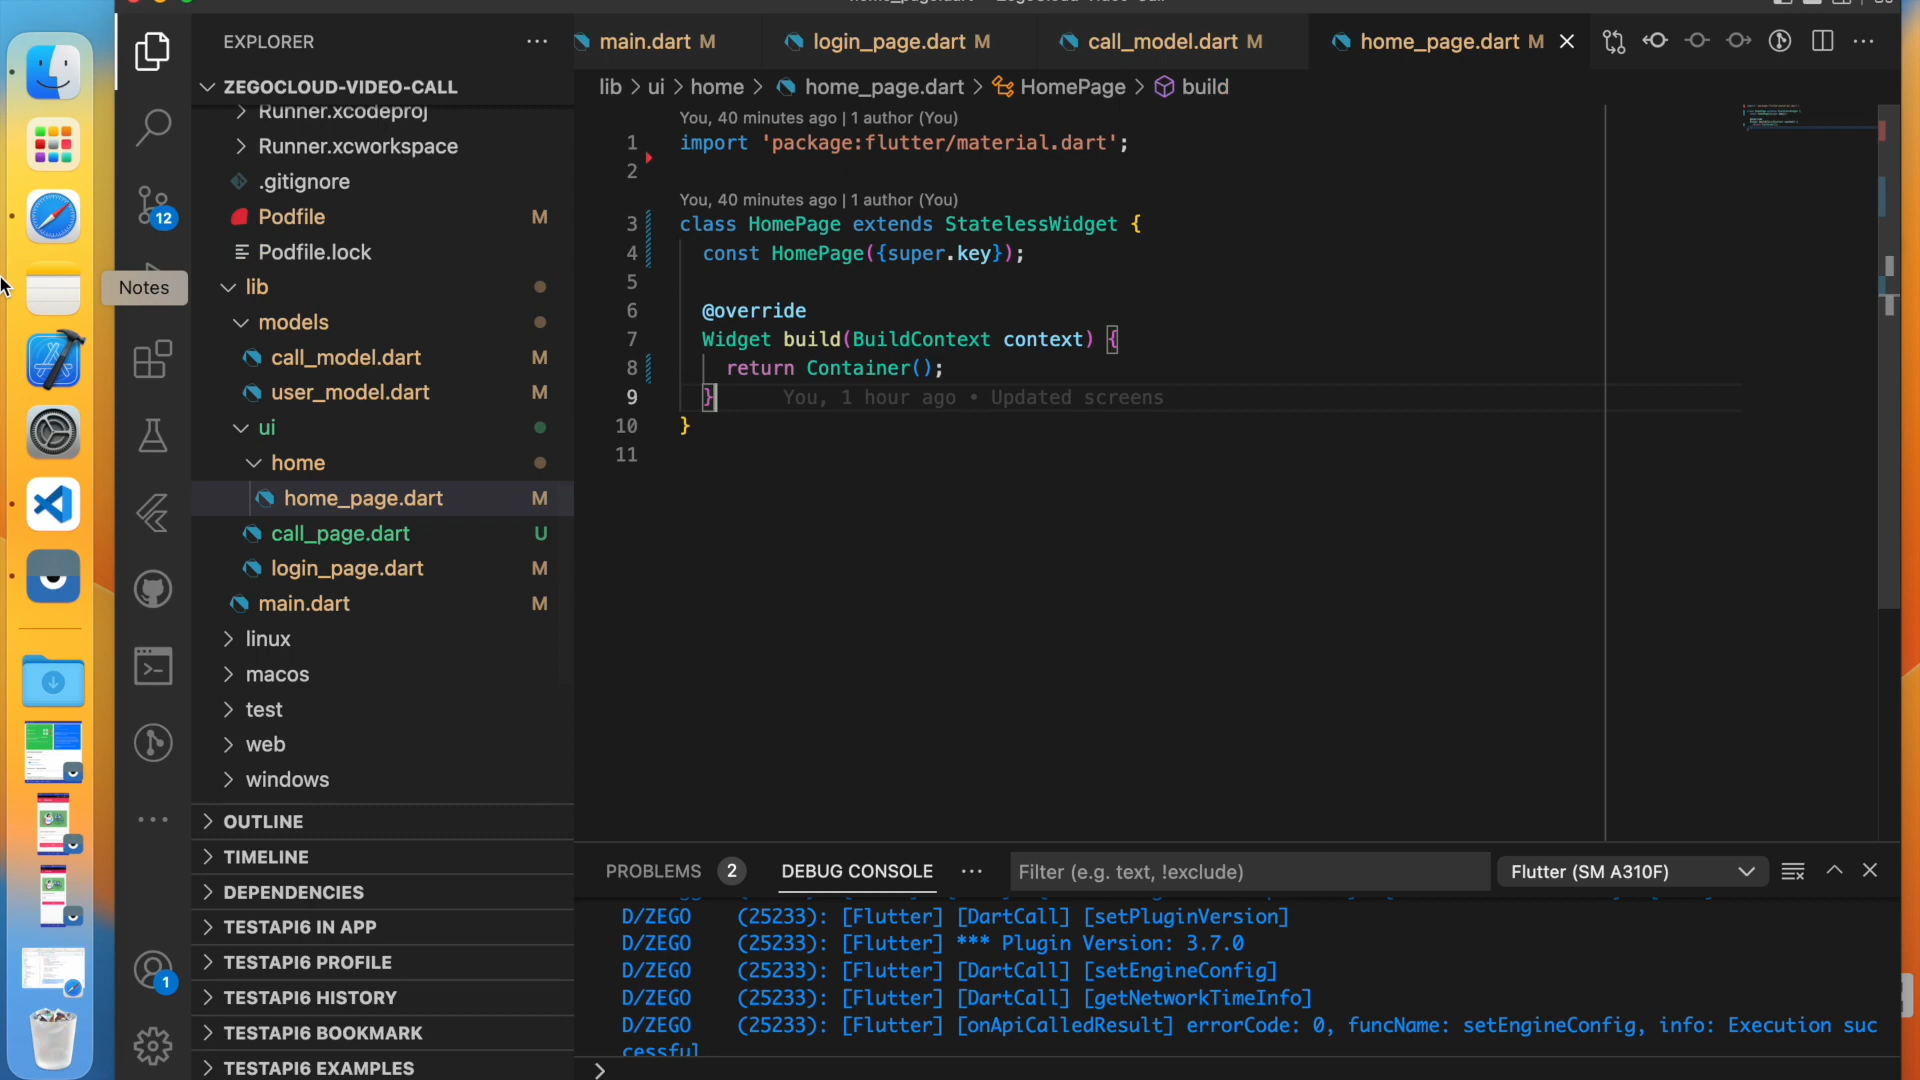 EXPLORER
ZEGOCLOUD-VIDEO-CALL
Runner.xcodeproj
Runner.xcworkspace
.gitignore
Podfile M
Podfile.lock
lib
models
call_model.dart M
user_model.dart M
ui
home
home_page.dart M
call_page.dart U
login_page.dart M
main.dart M
linux
macos
test
web
windows
OUTLINE
TIMELINE
DEPENDENCIES
TESTAPI6 IN APP
TESTAPI6 PROFILE
TESTAPI6 HISTORY
TESTAPI6 BOOKMARK
TESTAPI6 EXAMPLES
12
1
Notes
main.dart M
login_page.dart M
call_model.dart M
home_page.dart M
lib > ui > home > home_page.dart > HomePage > build
You, 40 minutes ago | 1 author (You)
1 import 'package:flutter/material.dart';
2
You, 40 minutes ago | 1 author (You)
3 class HomePage extends StatelessWidget {
4 const HomePage({super.key});
5
6 @override
7 Widget build(BuildContext context) {
8 return Container();
9 } You, 1 hour ago • Updated screens
10 }
11
PROBLEMS 2 DEBUG CONSOLE ··· Filter (e.g. text, !exclude) Flutter (SM A310F)
D/ZEGO (25233): [Flutter] [DartCall] [setPluginVersion]
D/ZEGO (25233): [Flutter] *** Plugin Version: 3.7.0
D/ZEGO (25233): [Flutter] [DartCall] [setEngineConfig]
D/ZEGO (25233): [Flutter] [DartCall] [getNetworkTimeInfo]
D/ZEGO (25233): [Flutter] [onApiCalledResult] errorCode: 0, funcName: setEngineConfig, info: Execution suc
cessful
>